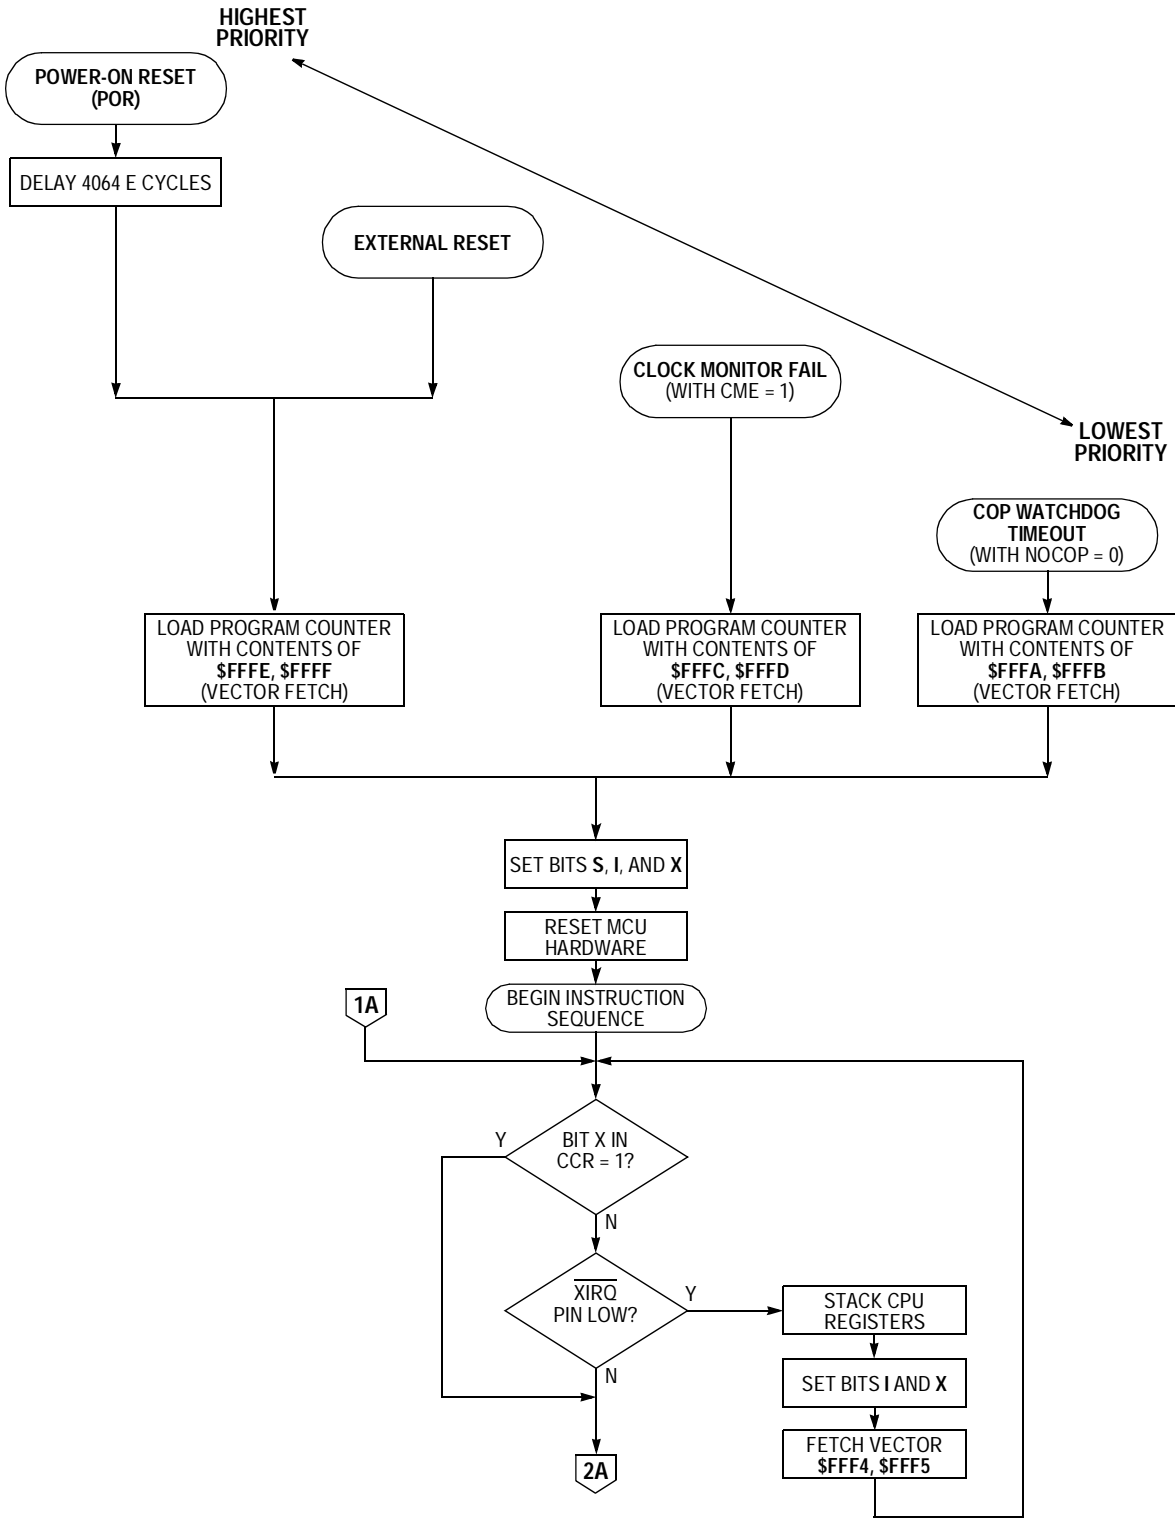 HIGHEST
PRIORITY
POWER-ON RESET
(POR)
DELAY 4064 E CYCLES
EXTERNAL RESET
CLOCK MONITOR FAIL
(WITH CME = 1)
LOWEST
PRIORITY
COP WATCHDOG
TIMEOUT
(WITH NOCOP = 0)
LOAD PROGRAM COUNTER
WITH CONTENTS OF
$FFFE, $FFFF
(VECTOR FETCH)
LOAD PROGRAM COUNTER
WITH CONTENTS OF
$FFFC, $FFFD
(VECTOR FETCH)
LOAD PROGRAM COUNTER
WITH CONTENTS OF
$FFFA, $FFFB
(VECTOR FETCH)
SET BITS S, I, AND X
RESET MCU
HARDWARE
BEGIN INSTRUCTION
SEQUENCE
1A
BIT X IN
CCR = 1?
Y
N
XIRQ
PIN LOW?
Y
N
STACK CPU
REGISTERS
SET BITS I AND X
FETCH VECTOR
$FFF4, $FFF5
2A